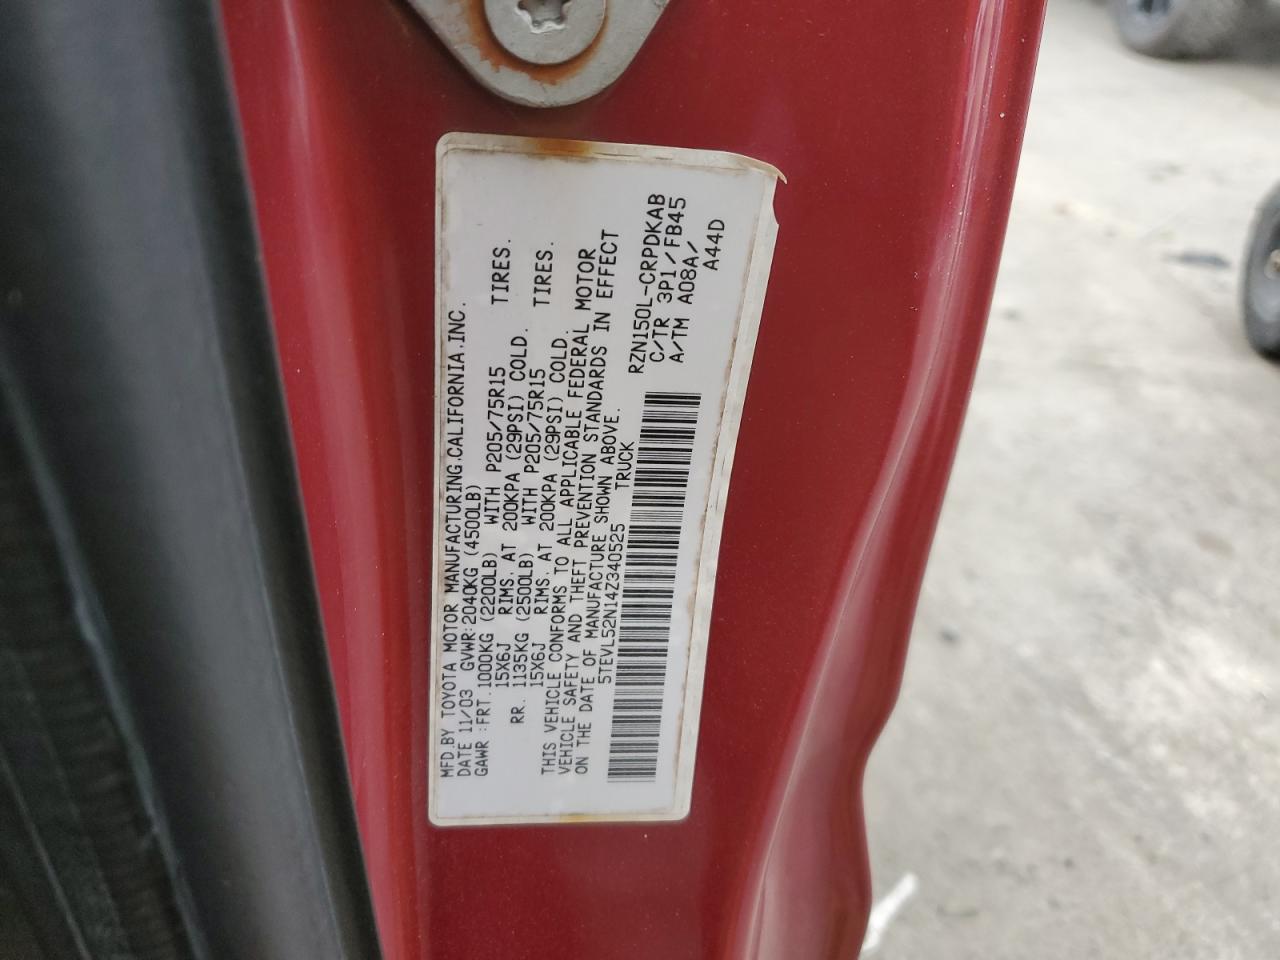 MFD.BY TOYOTA MOTOR MANUFACTURING.CALIFORNIA.INC.
DATE 11/03 GVWR:2040KG (4500LB)
GAWR :FRT.1000KG (2200LB) WITH P205/75R15 TIRES.
15X6J RIMS. AT 200KPA (29PSI) COLD.
RR. 1135KG (2500LB) WITH P205/75R15 TIRES.
15X6J RIMS. AT 200KPA (29PSI) COLD.
THIS VEHICLE CONFORMS TO ALL APPLICABLE FEDERAL MOTOR
VEHICLE SAFETY AND THEFT PREVENTION STANDARDS IN EFFECT
ON THE DATE OF MANUFACTURE SHOWN ABOVE.
5TEVL52N14Z340525 TRUCK
RZN150L-CRPDKAB
C/TR 3P1/FB45
A/TM A08A/
A44D